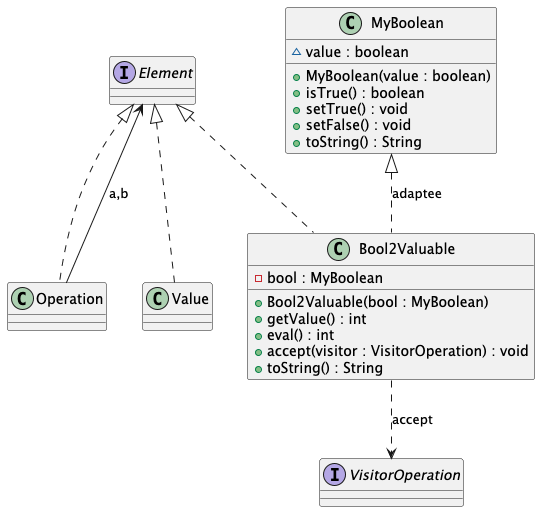 C MyBoolean
value : boolean
MyBoolean(value : boolean)
isTrue() : boolean
setTrue() : void
setFalse() : void
toString() : String
I Element
adaptee
a,b
C Operation
C Value
C Bool2Valuable
bool : MyBoolean
Bool2Valuable(bool : MyBoolean)
getValue() : int
eval() : int
accept(visitor : VisitorOperation) : void
toString() : String
accept
I VisitorOperation